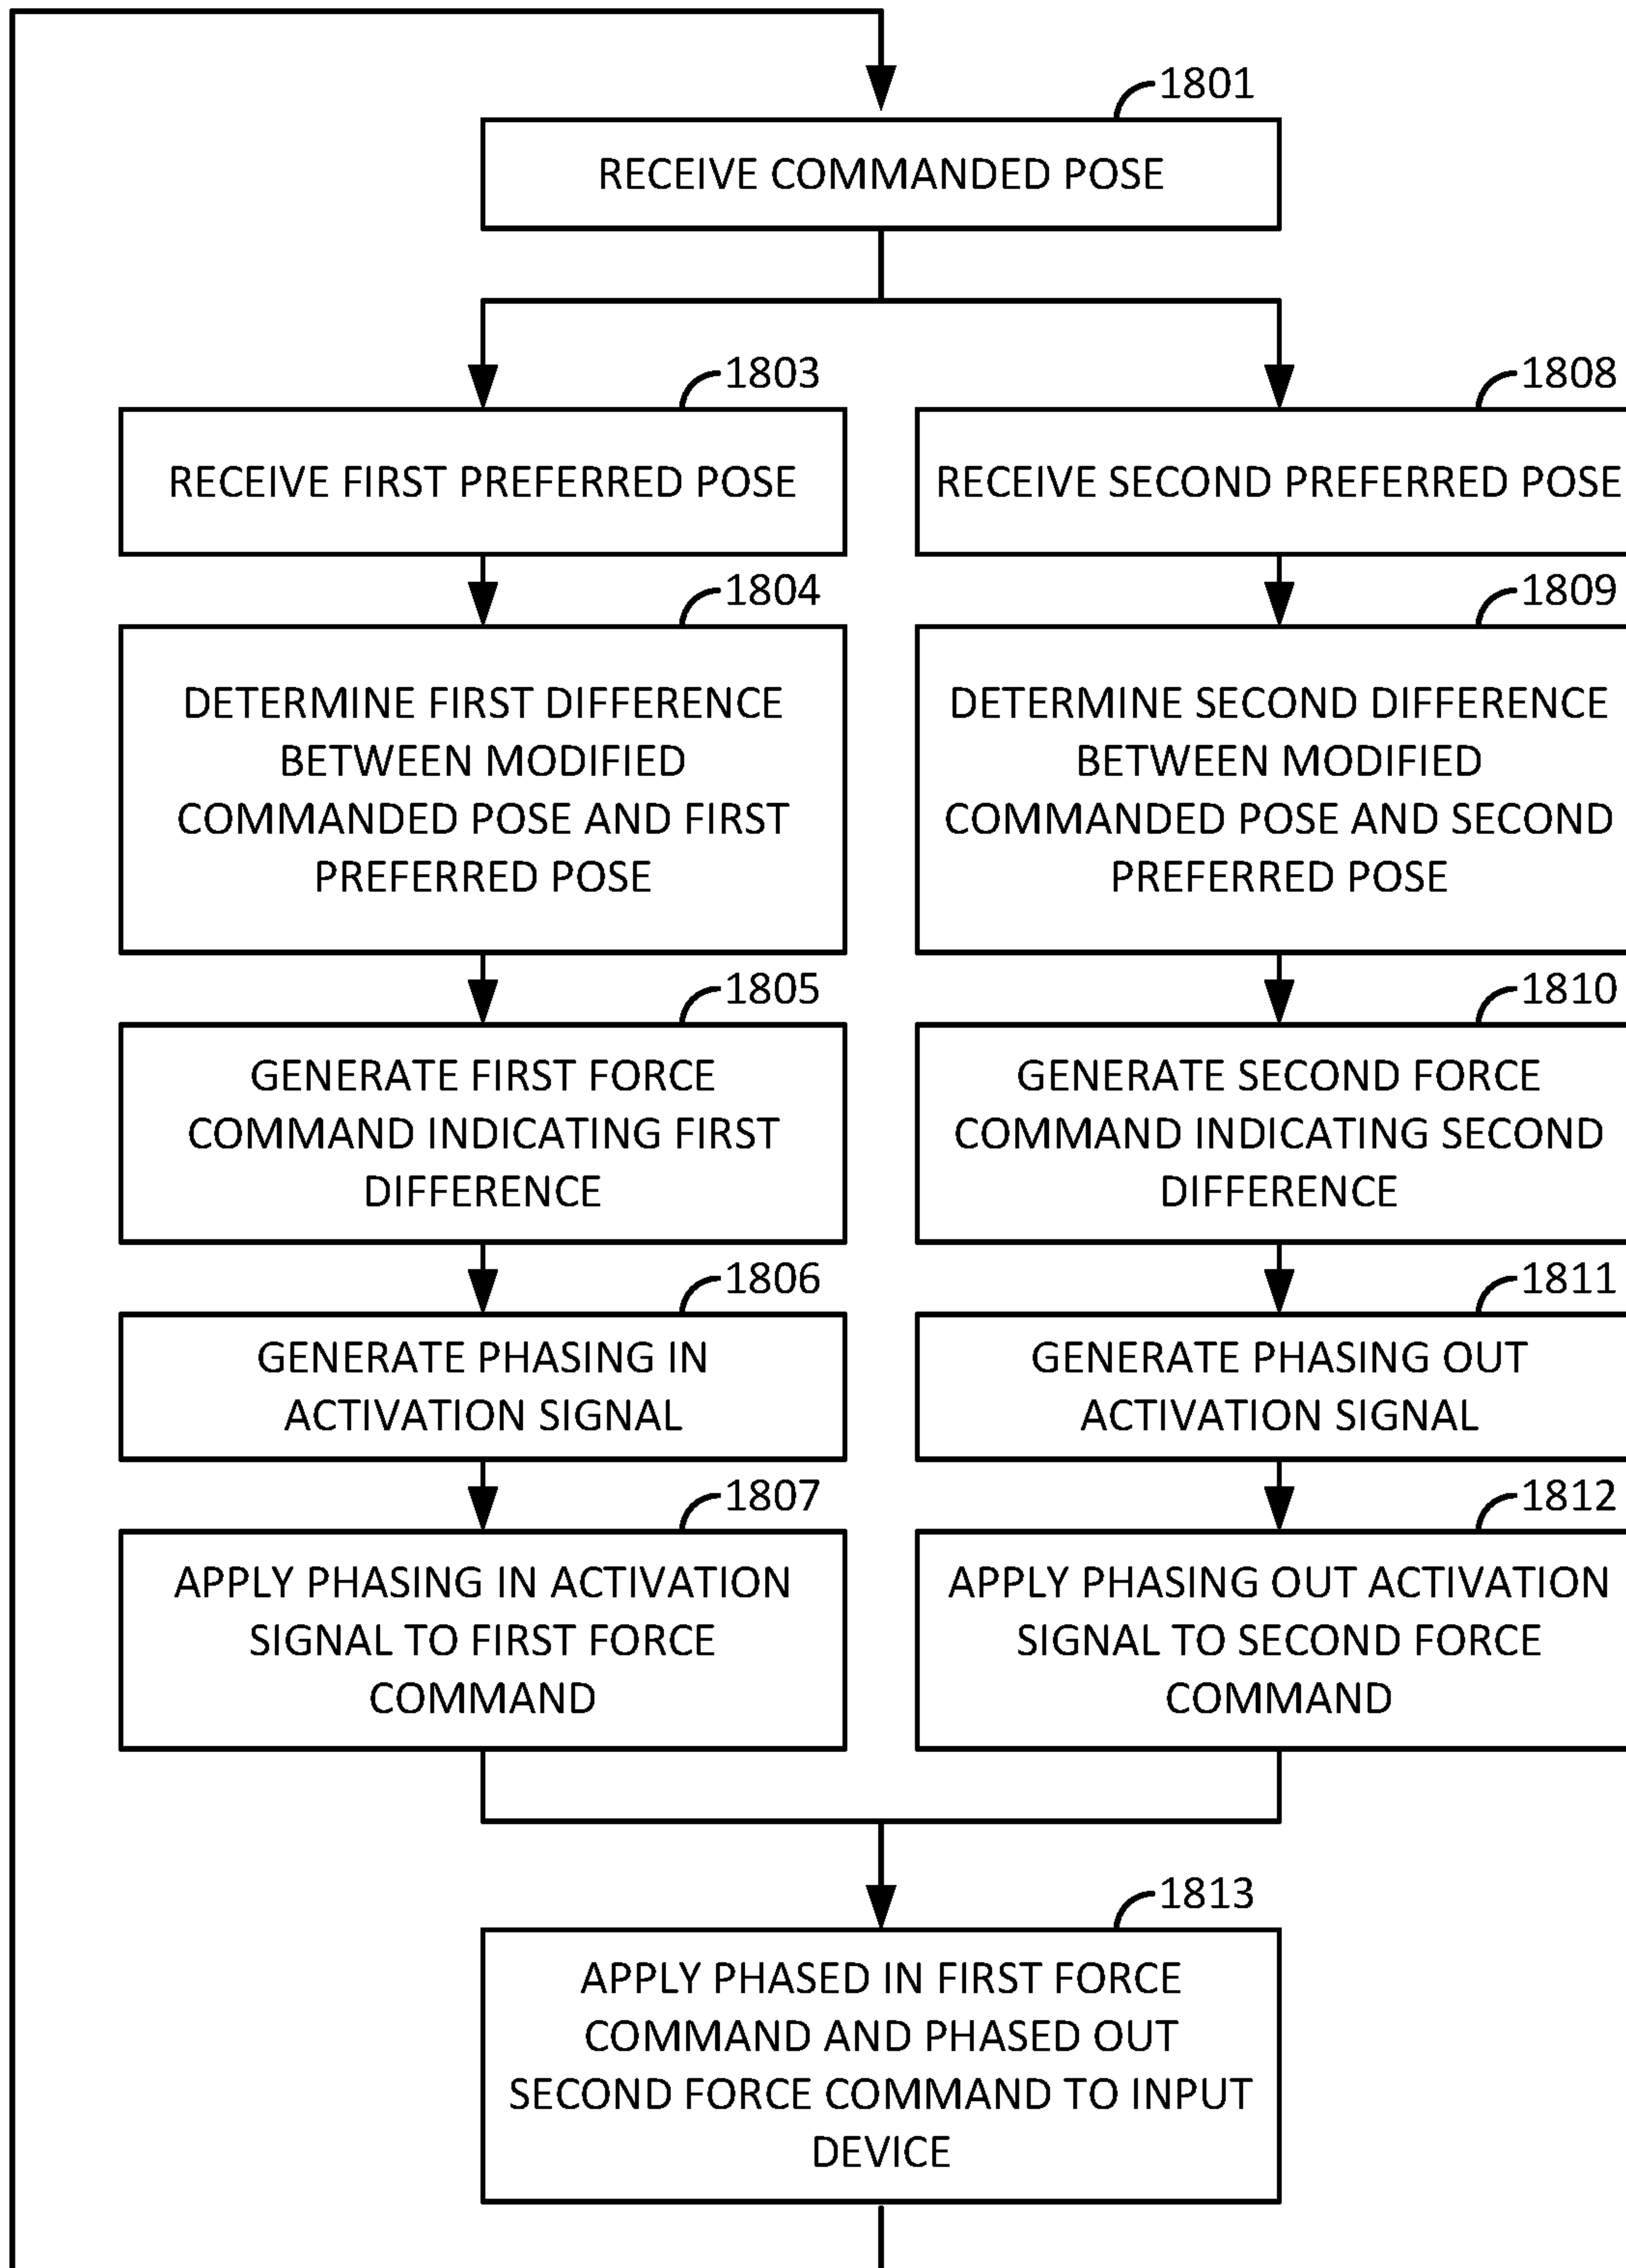 1801
RECEIVE COMMANDED POSE
1803
RECEIVE FIRST PREFERRED POSE
1804
DETERMINE FIRST DIFFERENCE
BETWEEN MODIFIED
COMMANDED POSE AND FIRST
PREFERRED POSE
1805
GENERATE FIRST FORCE
COMMAND INDICATING FIRST
DIFFERENCE
1806
GENERATE PHASING IN
ACTIVATION SIGNAL
1807
APPLY PHASING IN ACTIVATION
SIGNAL TO FIRST FORCE
COMMAND
1808
RECEIVE SECOND PREFERRED POSE
1809
DETERMINE SECOND DIFFERENCE
BETWEEN MODIFIED
COMMANDED POSE AND SECOND
PREFERRED POSE
1810
GENERATE SECOND FORCE
COMMAND INDICATING SECOND
DIFFERENCE
1811
GENERATE PHASING OUT
ACTIVATION SIGNAL
1812
APPLY PHASING OUT ACTIVATION
SIGNAL TO SECOND FORCE
COMMAND
1813
APPLY PHASED IN FIRST FORCE
COMMAND AND PHASED OUT
SECOND FORCE COMMAND TO INPUT
DEVICE